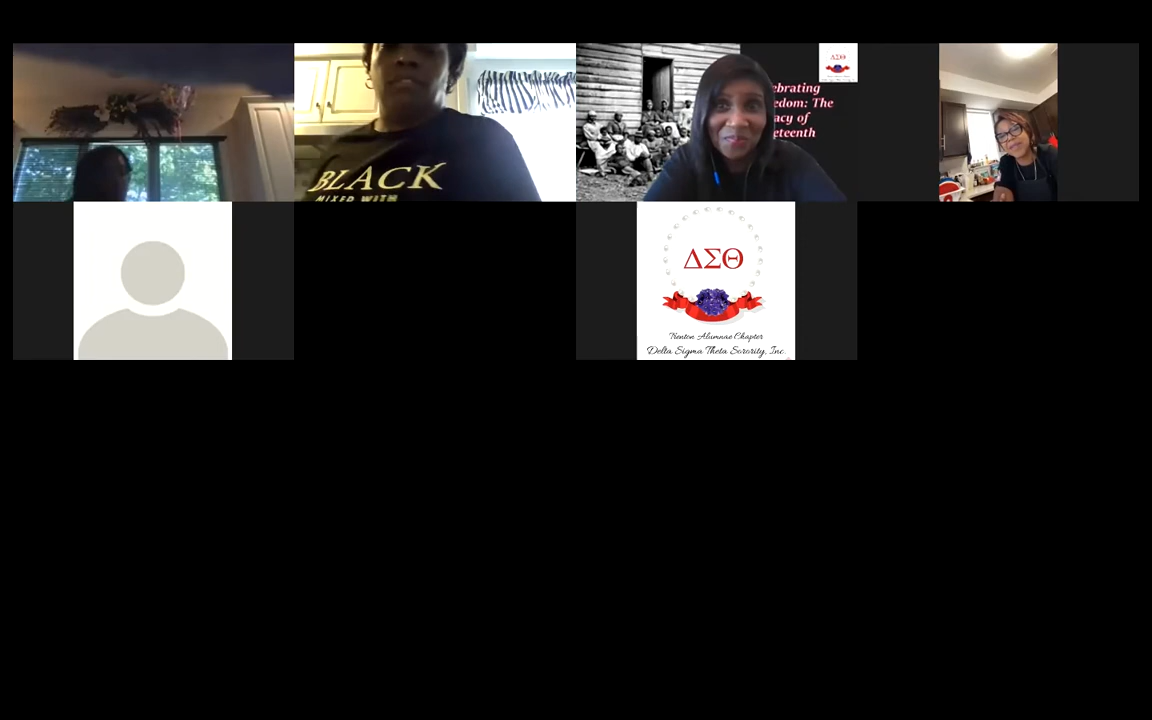 BLACK
MIXED WITH
ΔΣΘ
ebrating
edom: The
acy of
eteenth
ΔΣΘ
Trenton Alumnae Chapter
Delta Sigma Theta Sorority, Inc.